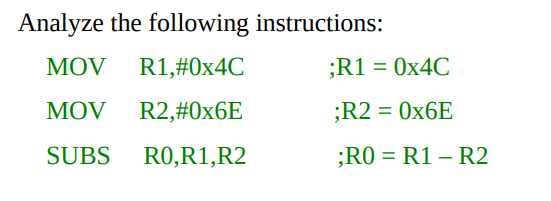 Analyze the following instructions:
MOV R1,#0x4C ;R1 = 0x4C
MOV R2,#0x6E ;R2 = 0x6E
SUBS R0,R1,R2 ;R0 = R1 – R2